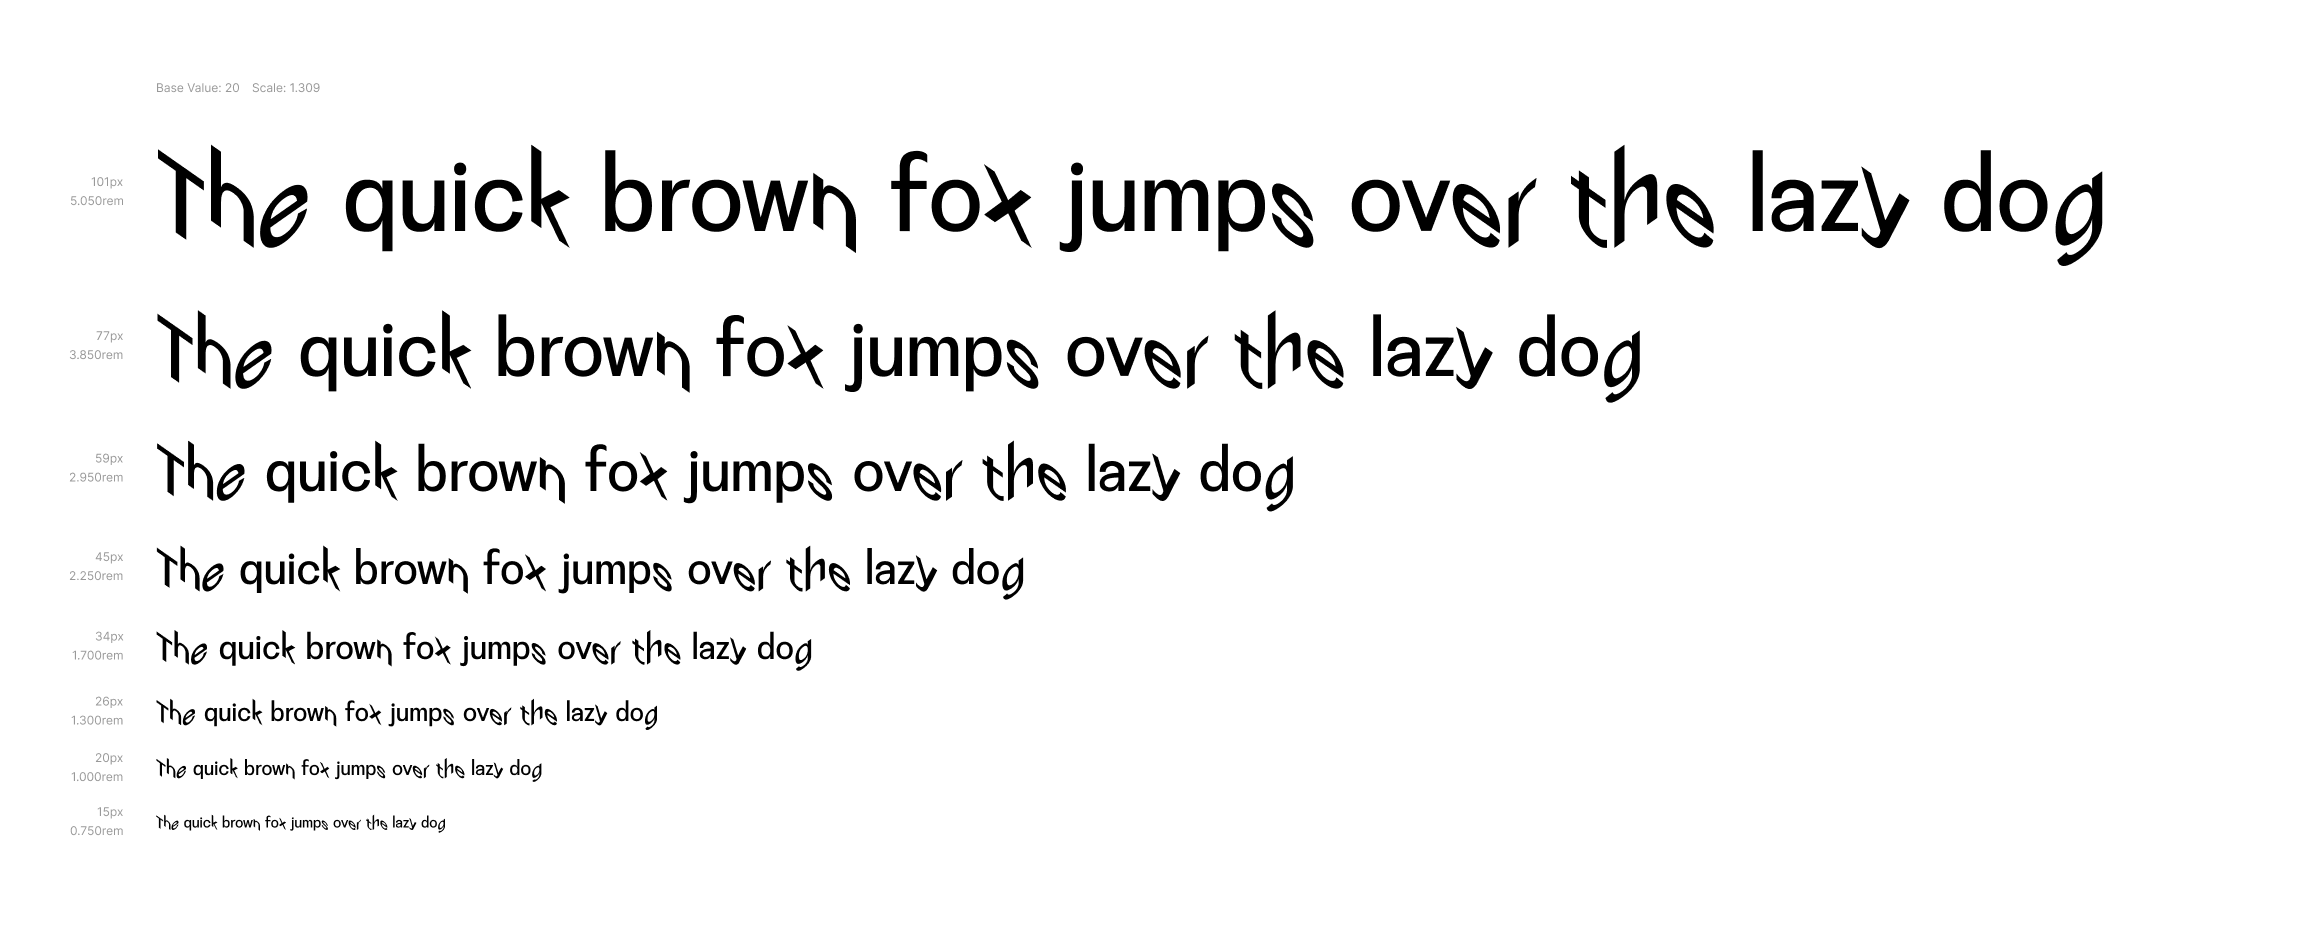 Base Value: 20 Scale: 1.309
101px
5.050rem
The quick brown fox jumps over the lazy dog
77px
3.850rem
The quick brown fox jumps over the lazy dog
59px
2.950rem
The quick brown fox jumps over the lazy dog
45px
2.250rem
The quick brown fox jumps over the lazy dog
34px
1.700rem
The quick brown fox jumps over the lazy dog
26px
1.300rem
The quick brown fox jumps over the lazy dog
20px
1.000rem
The quick brown fox jumps over the lazy dog
15px
0.750rem
The quick brown fox jumps over the lazy dog